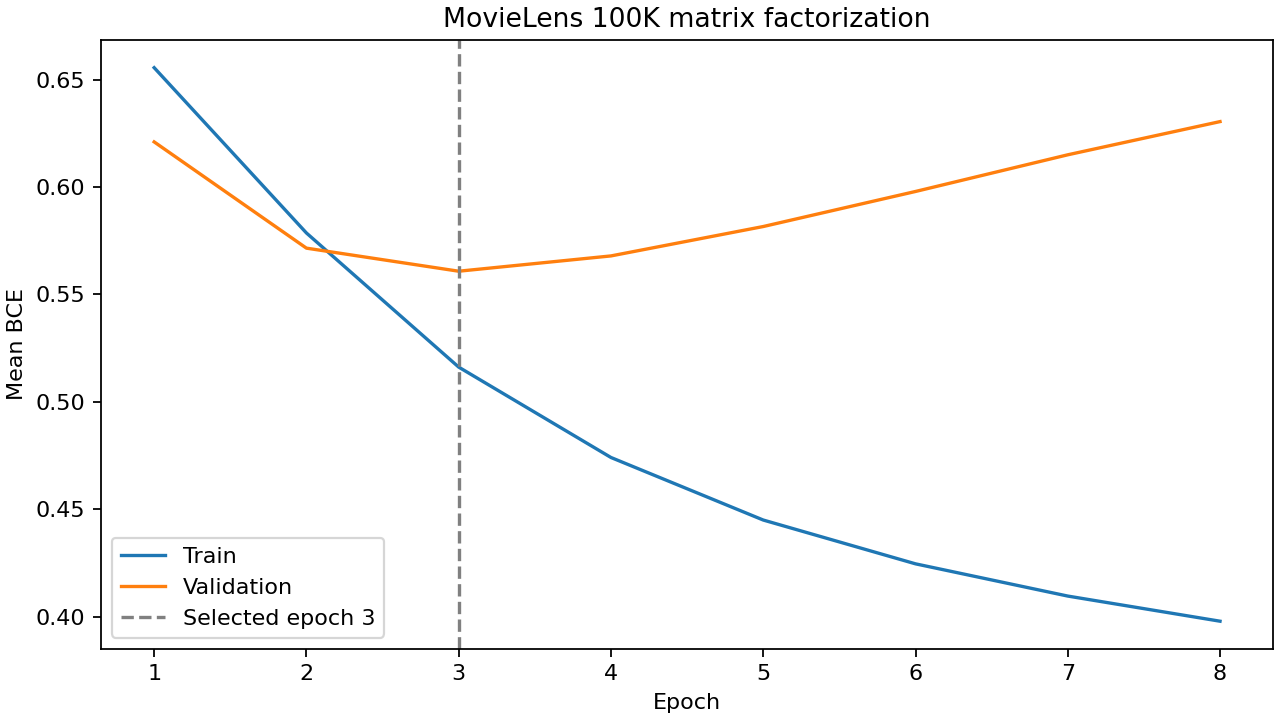 MovieLens 100K matrix factorization
Mean BCE
0.65
0.60
0.55
0.50
0.45
0.40
Train
Validation
Selected epoch 3
1 2 3 4 5 6 7 8
Epoch